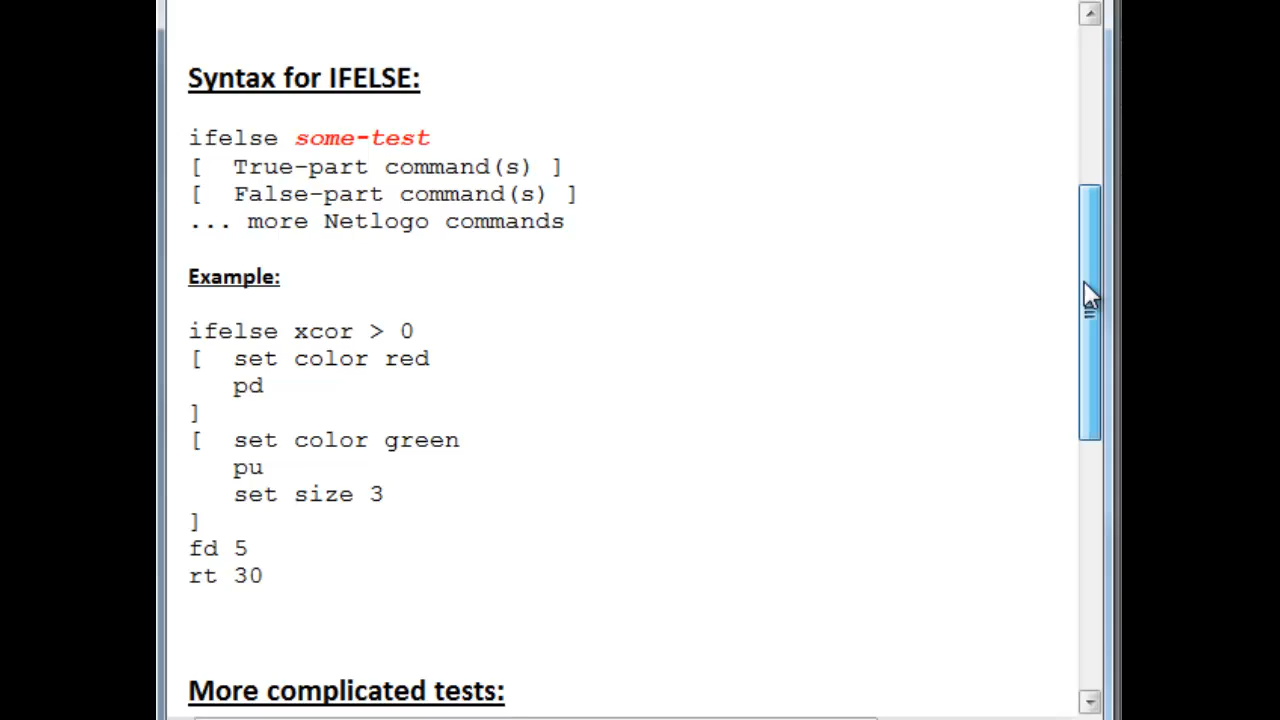 Syntax for IFELSE:
ifelse some-test
[  True-part command(s) ]
[  False-part command(s) ]
... more Netlogo commands
Example:
ifelse xcor > 0
[  set color red
pd
]
[  set color green
pu
set size 3
]
fd 5
rt 30
More complicated tests: